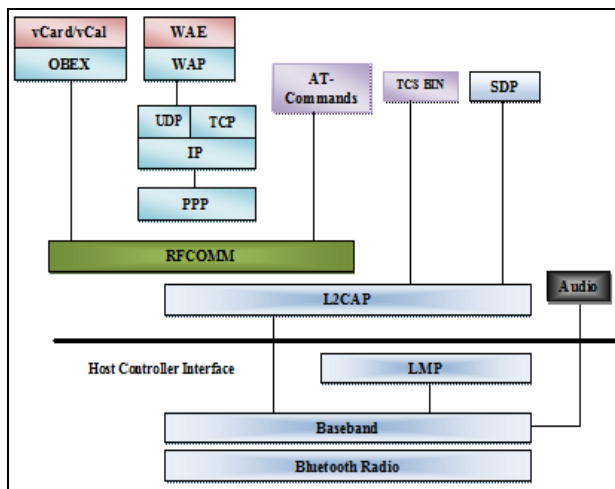 vCard/vCal
OBEX
WAE
WAP
UDP
TCP
IP
PPP
AT-
Commands
TCS BIN
SDP
RFCOMM
L2CAP
Audio
Host Controller Interface
LMP
Baseband
Bluetooth Radio